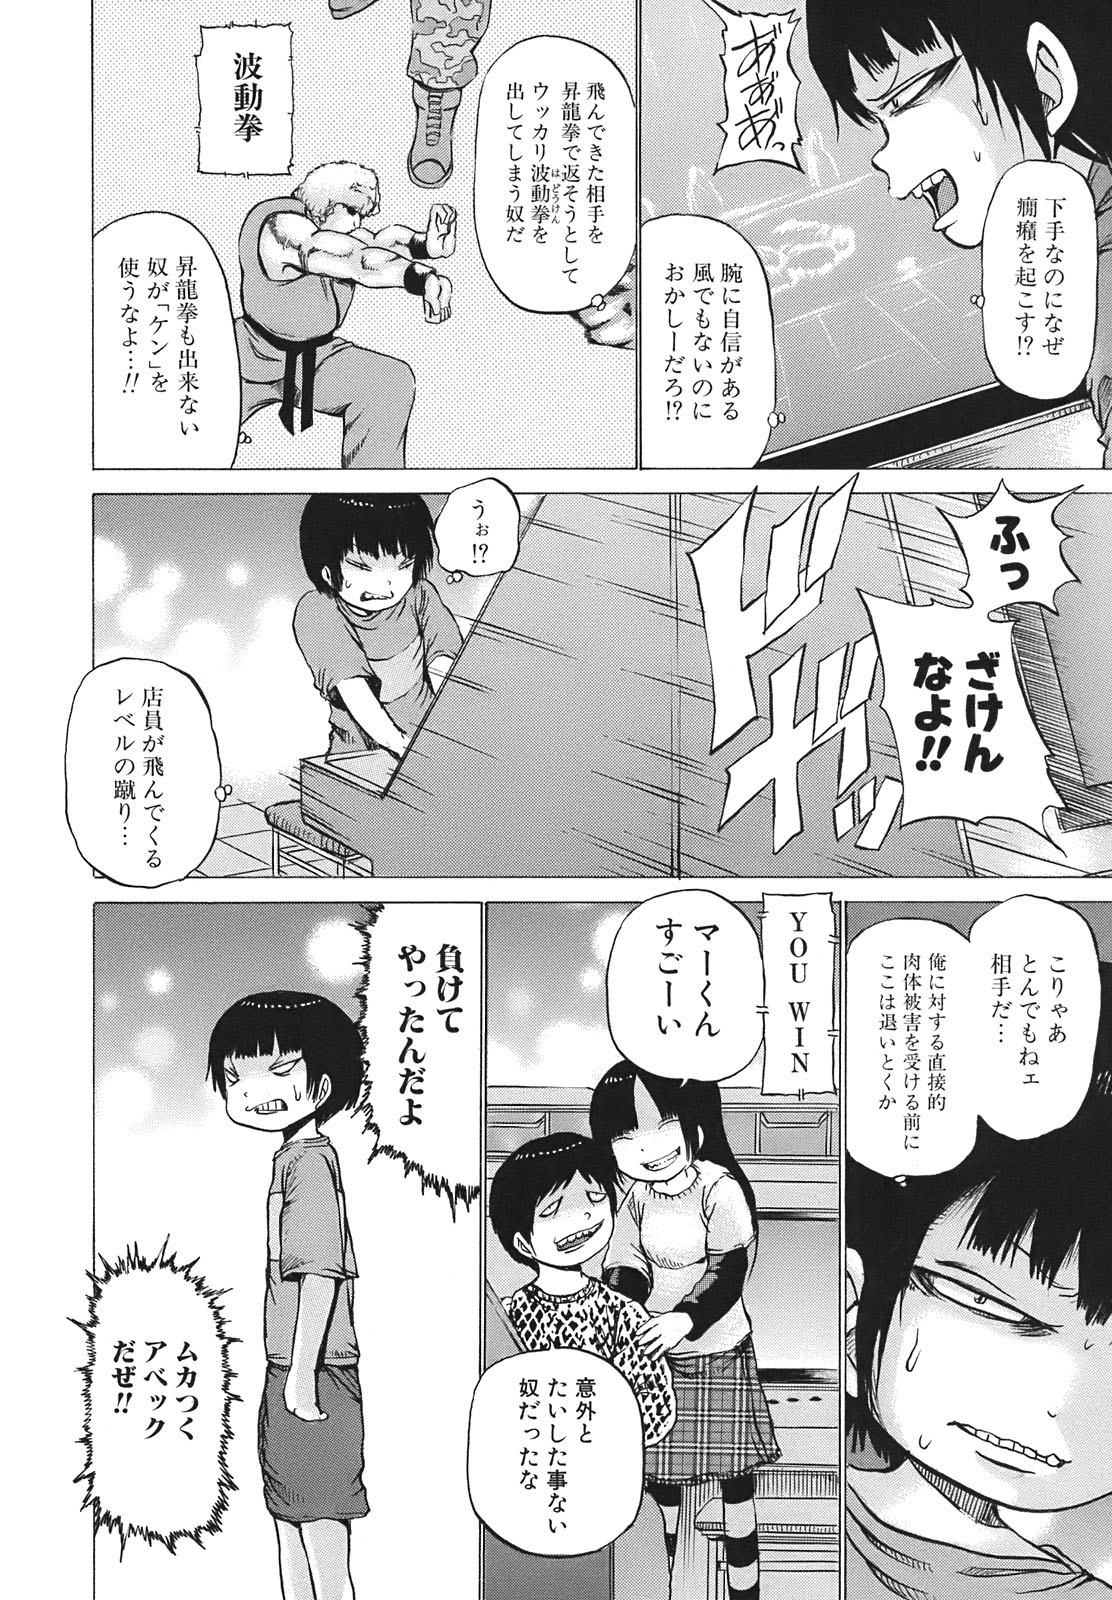 あ゛あ゛あ゛っ
下手なのになぜ
癇癪を起こす!?
腕に自信がある
風でもないのに
おかしーだろ!?
飛んできた相手を
昇龍拳で返そうとして
ウッカリ波動拳を
はどうけん
出してしまう奴だ
波動拳
昇龍拳も出来ない
奴が「ケン」を
使うなよ…!!
ふっ
ざけん
なよ!!
うぉ!?
店員が飛んでくる
レベルの蹴り…
こりゃあ
とんでもねェ
相手だ…
俺に対する直接的
肉体被害を受ける前に
ここは退いとくか
YOU WIN
マーくん
すごーい
意外と
たいした事ない
奴だったな
負けて
やったんだよ
ムカつく
アベック
だぜ!!